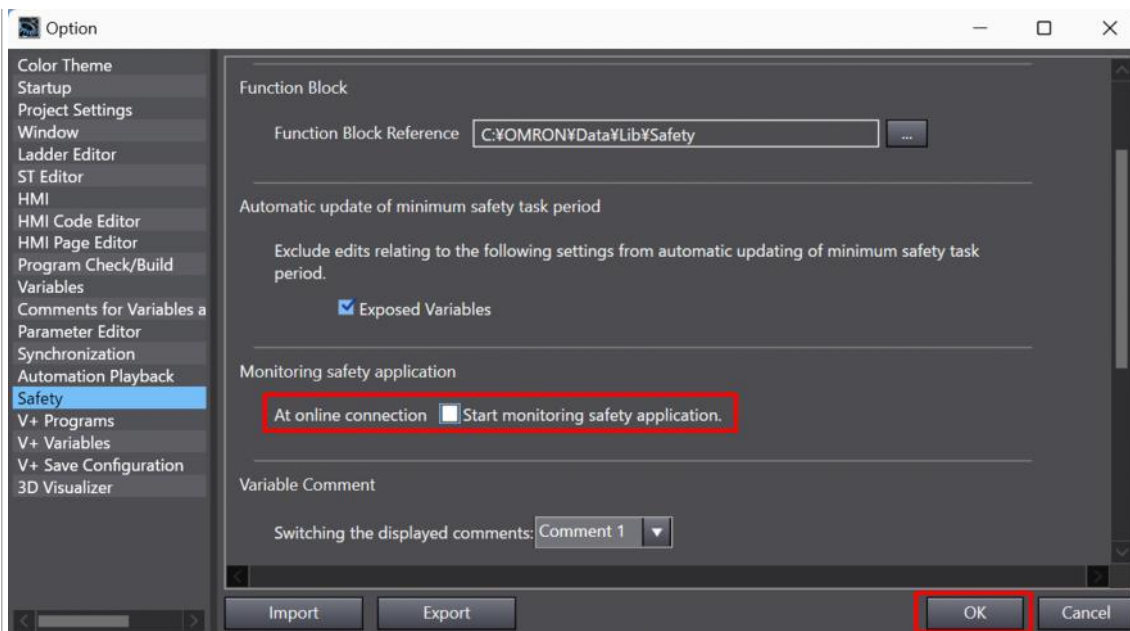 Option
Color Theme
Startup
Project Settings
Window
Ladder Editor
ST Editor
HMI
HMI Code Editor
HMI Page Editor
Program Check/Build
Variables
Comments for Variables a
Parameter Editor
Synchronization
Automation Playback
Safety
V+ Programs
V+ Variables
V+ Save Configuration
3D Visualizer
Function Block
Function Block Reference C:¥OMRON¥Data¥Lib¥Safety ...
Automatic update of minimum safety task period
Exclude edits relating to the following settings from automatic updating of minimum safety task
period.
Exposed Variables
Monitoring safety application
At online connection Start monitoring safety application.
Variable Comment
Switching the displayed comments: Comment 1
Import Export OK Cancel